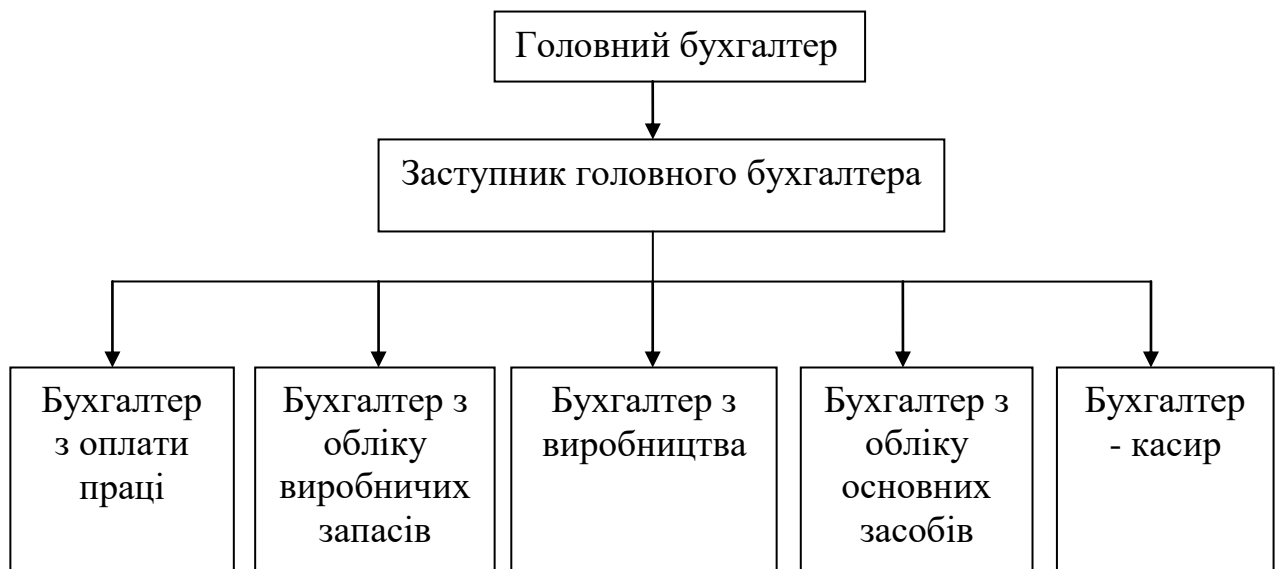 Головний бухгалтер
Заступник головного бухгалтера
Бухгалтер
з оплати
праці
Бухгалтер з
обліку
виробничих
запасів
Бухгалтер з
виробництва
Бухгалтер з
обліку
основних
засобів
Бухгалтер
- касир